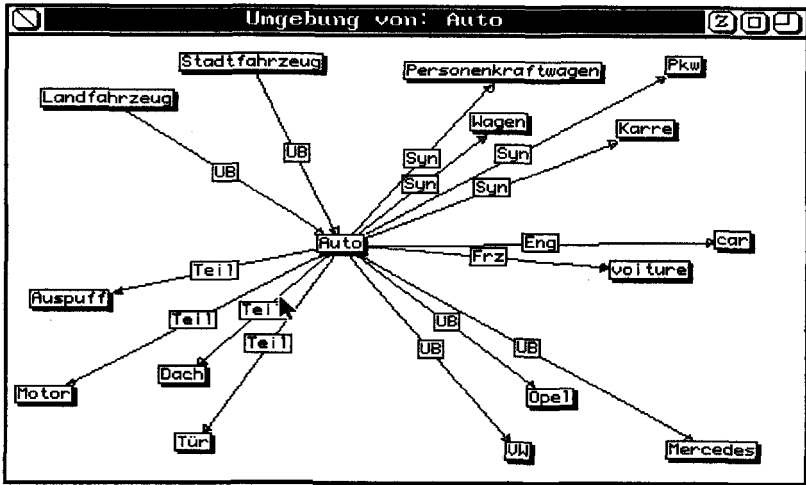 Umgebung von: Auto
Stadtfahrzeug
Personenkraftwagen
Pkw
Landfahrzeug
Wagen
Karre
UB
UB
Syn
Syn
Syn
Syn
Auto
Eng
car
Frz
voiture
Teil
Auspuff
Teil
Teil
Teil
UB
UB
UB
Dach
Motor
Opel
Tür
VW
Mercedes